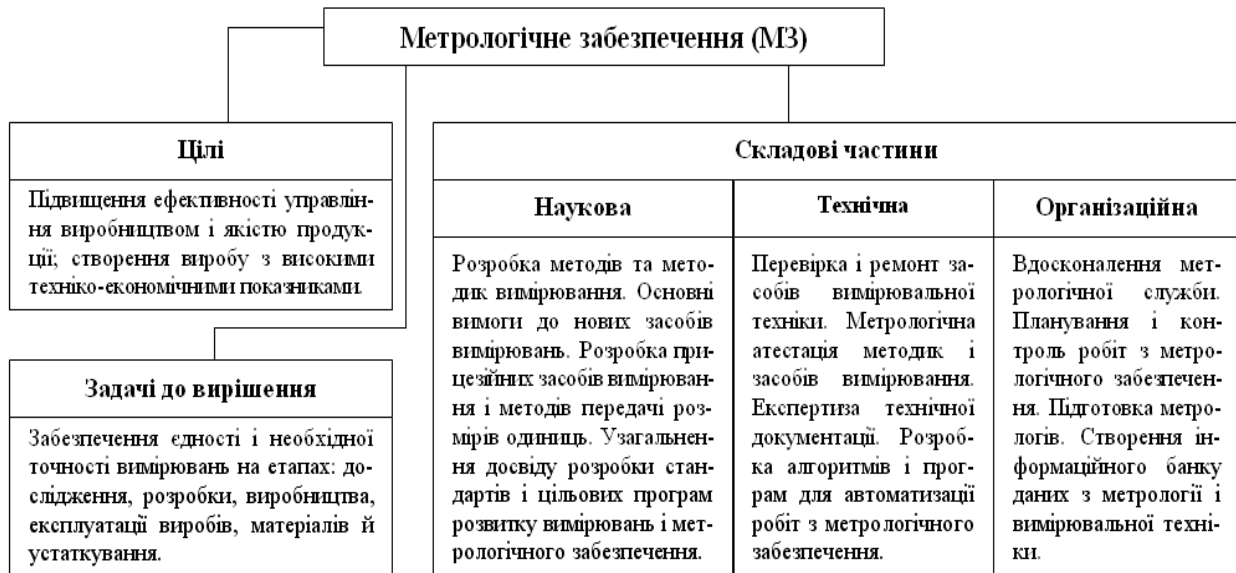 Метрологічне забезпечення (МЗ)
Цілі
Підвищення ефективності управлін-
ня виробництвом і якістю продук-
ції; створення виробу з високими
техніко-економічними показниками.
Задачі до вирішення
Забезпечення єдності і необхідної
точності вимірювань на етапах: до-
слідження, розробки, виробництва,
експлуатації виробів, матеріалів й
устаткування.
Складові частини
Наукова
Розробка методів та мето-
дик вимірювання. Основні
вимоги до нових засобів
вимірювань. Розробка при-
цезійних засобів вимірюван-
ня і методів передачі роз-
мірів одиниць. Узагальнен-
ня досвіду розробки стан-
дартів і цільових програм
розвитку вимірювань і мет-
рологічного забезпечення.
Технічна
Перевірка і ремонт за-
собів вимірювальної
техніки. Метрологічна
атестація методик і
засобів вимірювання.
Експертиза технічної
документації. Розроб-
ка алгоритмів і прог-
рам для автоматизації
робіт з метрологічного
забезпечення.
Організаційна
Вдосконалення мет-
рологічної служби.
Планування і кон-
троль робіт з метро-
логічного забезпечен-
ня. Підготовка метро-
логів. Створення ін-
формаційного банку
даних з метрології і
вимірювальної техні-
ки.